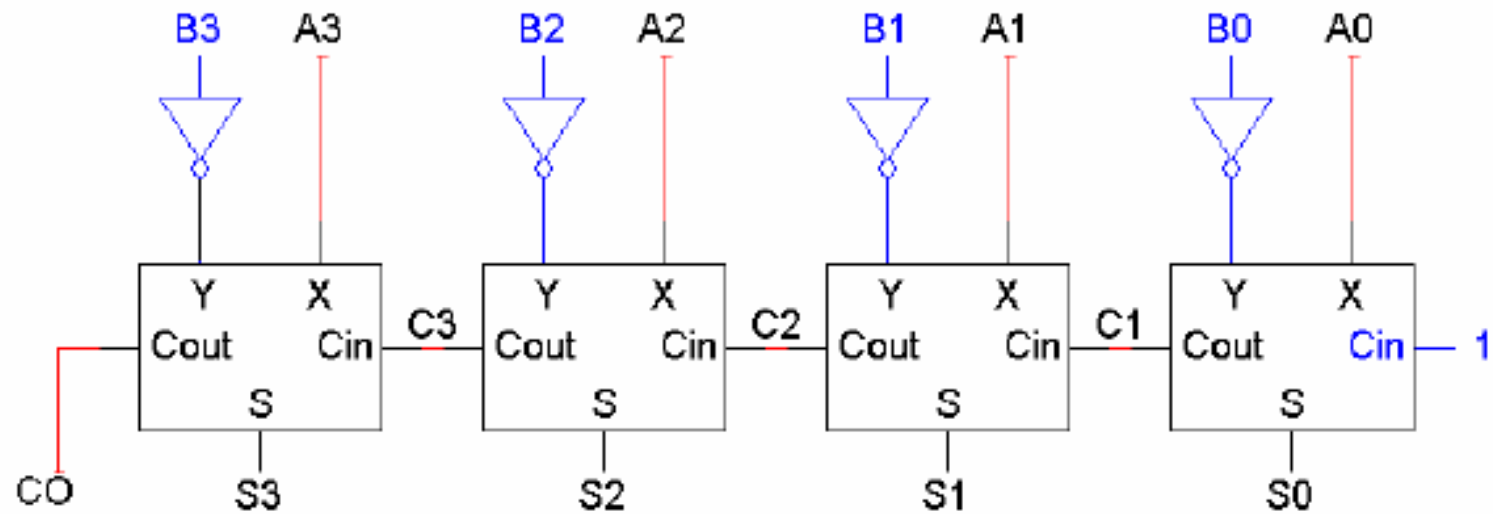 B3 A3 B2 A2 B1 A1 B0 A0
Y X Y X Y X Y X
Cout Cin C3 Cout Cin C2 Cout Cin C1 Cout Cin 1
S S S S
CO S3 S2 S1 S0